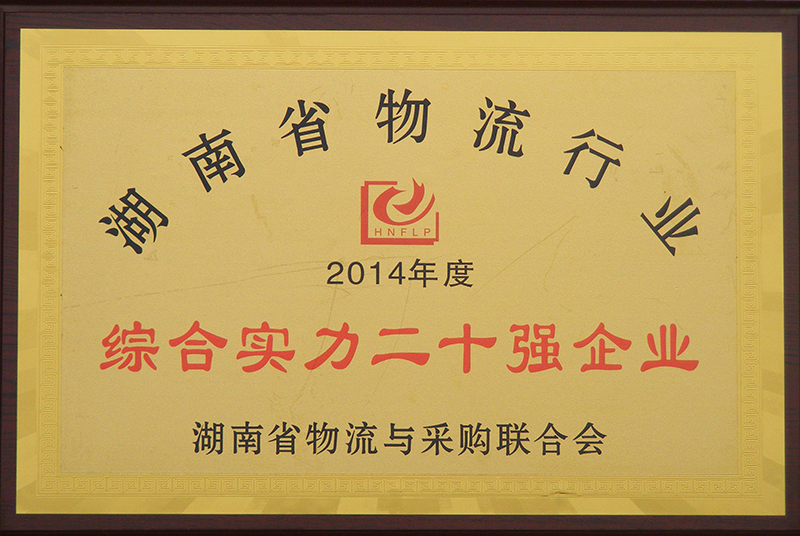 湖南省物流行业
HNFLP
2014年度
综合实力二十强企业
湖南省物流与采购联合会